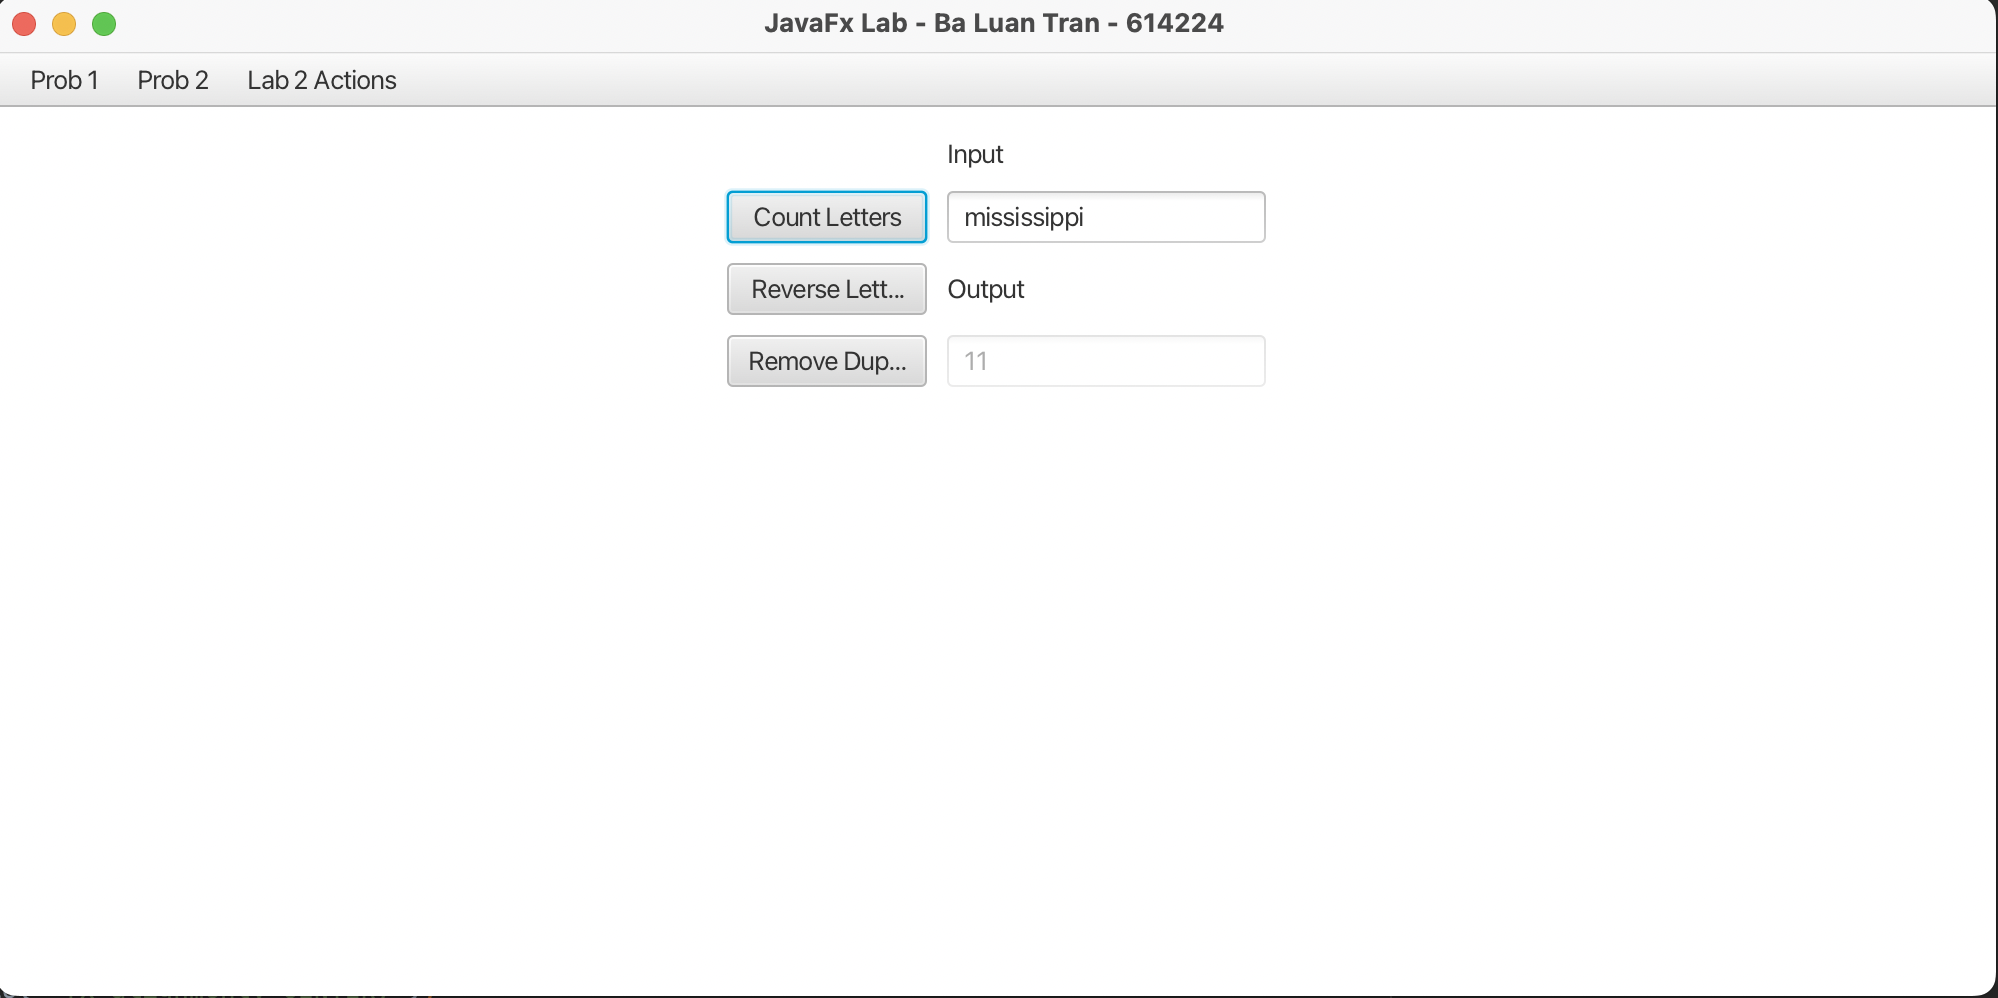 JavaFx Lab - Ba Luan Tran - 614224
Prob 1 Prob 2 Lab 2 Actions
Input
Count Letters mississippi
Reverse Lett... Output
Remove Dup... 11